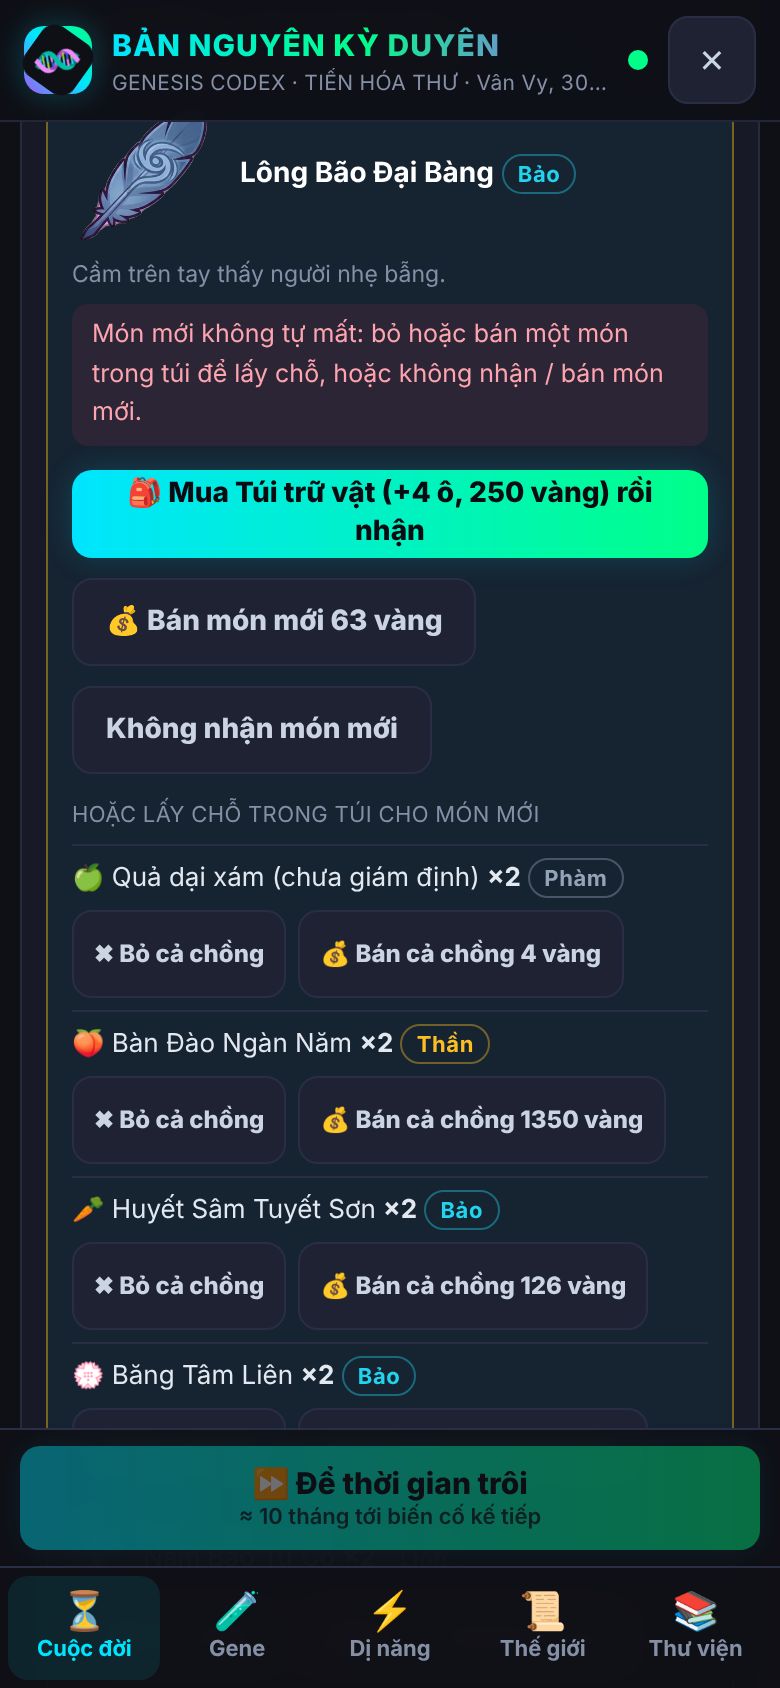 BẢN NGUYÊN KỲ DUYÊN
GENESIS CODEX · TIẾN HÓA THƯ · Vân Vy, 30...
×
Lông Bão Đại Bàng Bảo
Cầm trên tay thấy người nhẹ bẫng.
Món mới không tự mất: bỏ hoặc bán một món
trong túi để lấy chỗ, hoặc không nhận / bán món
mới.
🎒 Mua Túi trữ vật (+4 ô, 250 vàng) rồi
nhận
💰 Bán món mới 63 vàng
Không nhận món mới
HOẶC LẤY CHỖ TRONG TÚI CHO MÓN MỚI
🍏 Quả dại xám (chưa giám định) ×2 Phàm
✖ Bỏ cả chồng 💰 Bán cả chồng 4 vàng
🍑 Bàn Đào Ngàn Năm ×2 Thần
✖ Bỏ cả chồng 💰 Bán cả chồng 1350 vàng
🥕 Huyết Sâm Tuyết Sơn ×2 Bảo
✖ Bỏ cả chồng 💰 Bán cả chồng 126 vàng
💮 Băng Tâm Liên ×2 Bảo
⏩ Để thời gian trôi
≈ 10 tháng tới biến cố kế tiếp
⏳ 🧪 ⚡ 📜 📚
Cuộc đời Gene Dị năng Thế giới Thư viện